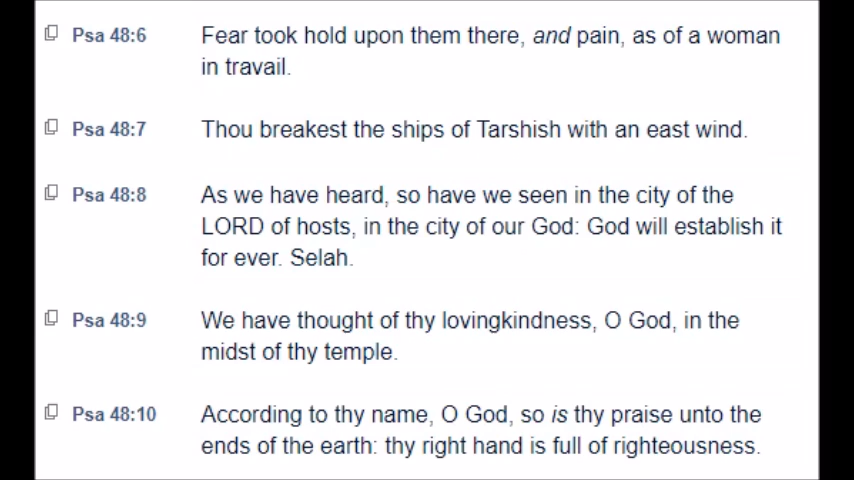 Psa 48:6 Fear took hold upon them there, and pain, as of a woman
in travail.
Psa 48:7 Thou breakest the ships of Tarshish with an east wind.
Psa 48:8 As we have heard, so have we seen in the city of the
LORD of hosts, in the city of our God: God will establish it
for ever. Selah.
Psa 48:9 We have thought of thy lovingkindness, O God, in the
midst of thy temple.
Psa 48:10 According to thy name, O God, so is thy praise unto the
ends of the earth: thy right hand is full of righteousness.